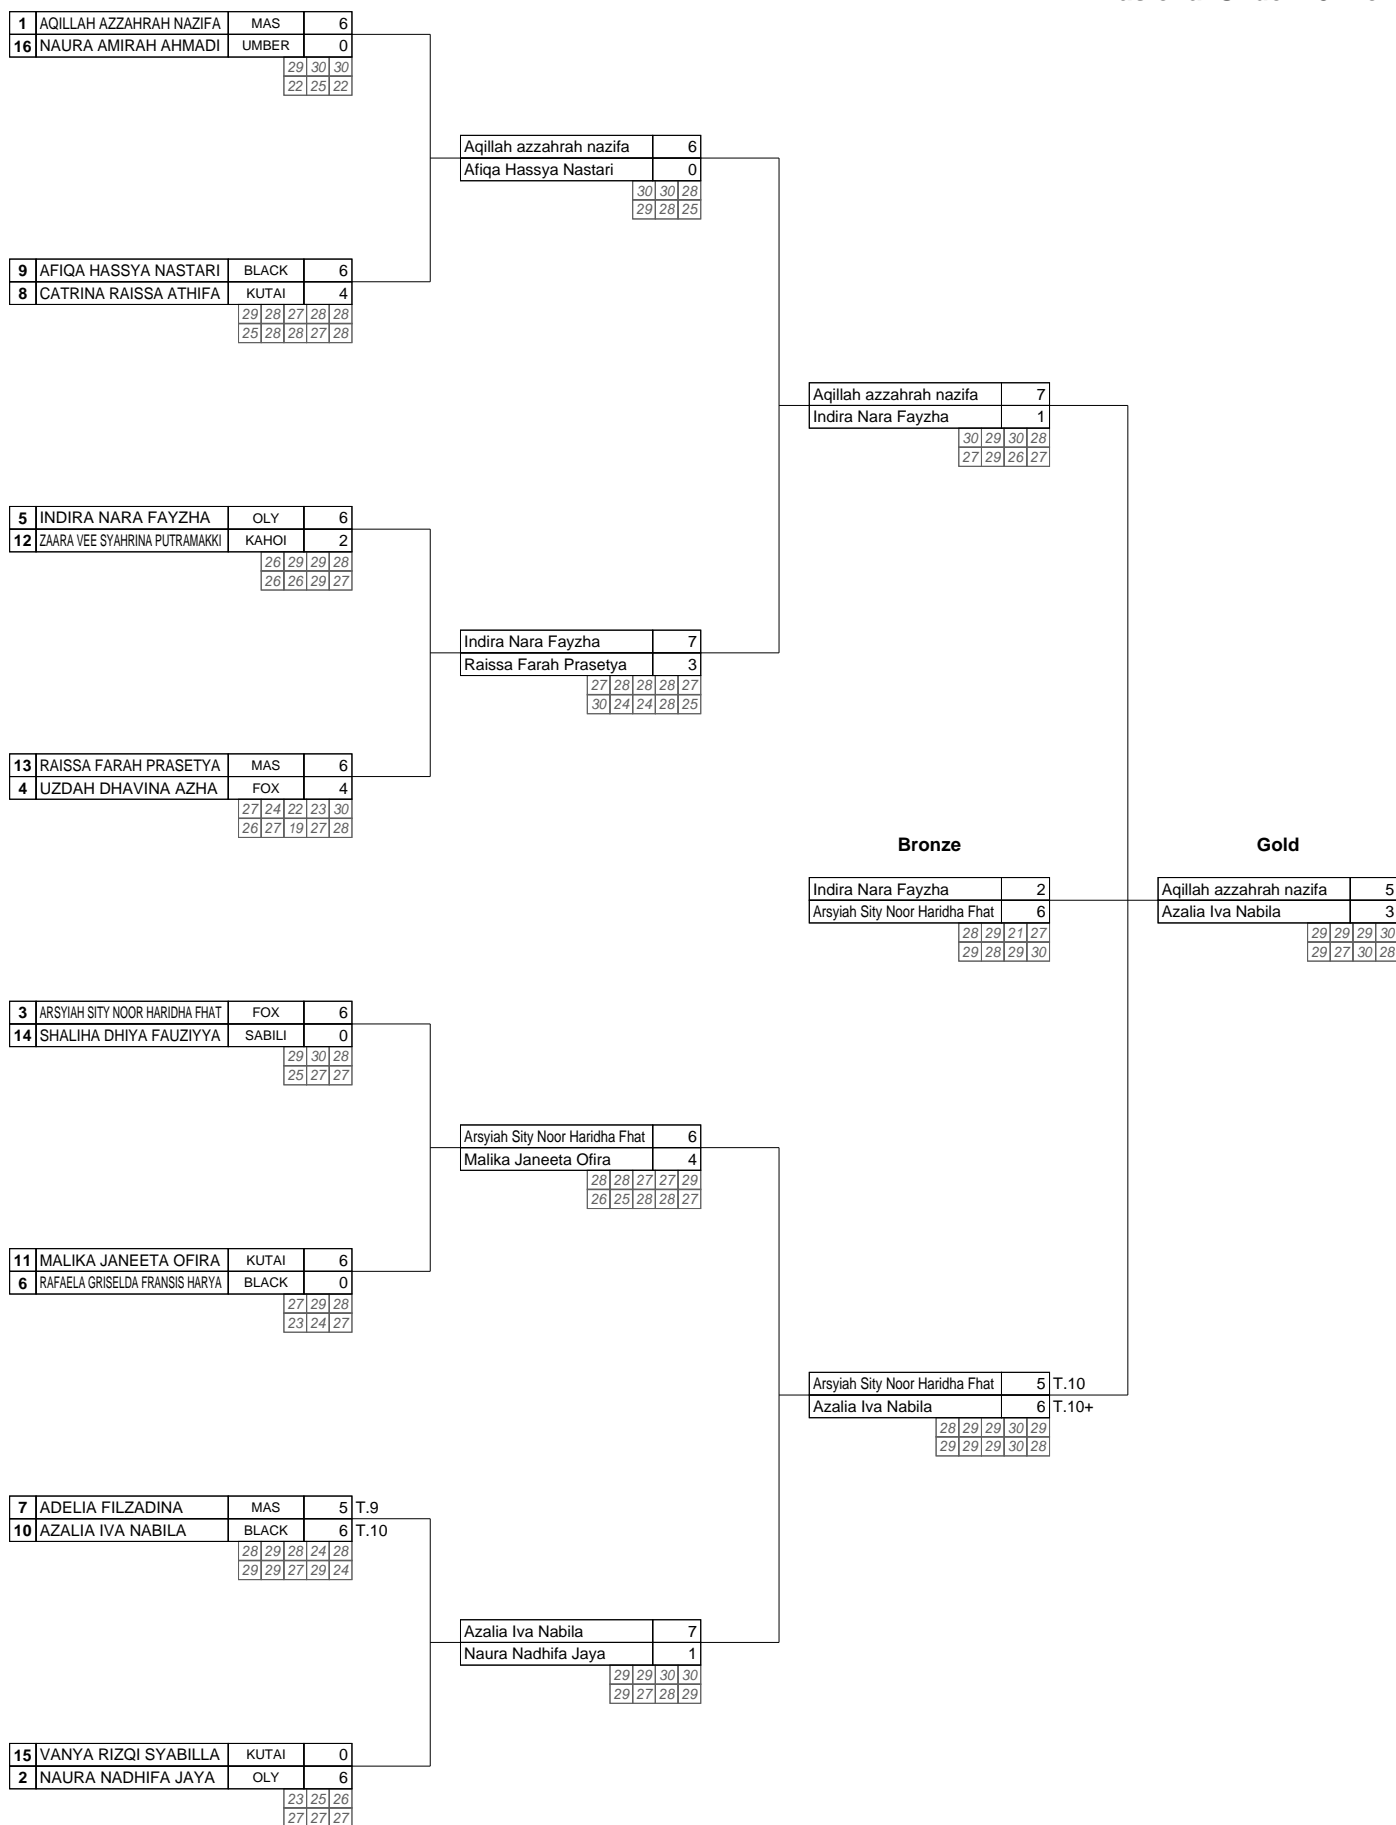 1 AQILLAH AZZAHRAH NAZIFA MAS 6
16 NAURA AMIRAH AHMADI UMBER 0
29 30 30
22 25 22
Aqillah azzahrah nazifa 6
Afiqa Hassya Nastari 0
30 30 28
29 28 25
9 AFIQA HASSYA NASTARI BLACK 6
8 CATRINA RAISSA ATHIFA KUTAI 4
29 28 27 28 28
25 28 28 27 28
Aqillah azzahrah nazifa 7
Indira Nara Fayzha 1
30 29 30 28
27 29 26 27
5 INDIRA NARA FAYZHA OLY 6
12 ZAARA VEE SYAHRINA PUTRAMAKKI KAHOI 2
26 29 29 28
26 26 29 27
Indira Nara Fayzha 7
Raissa Farah Prasetya 3
27 28 28 28 27
30 24 24 28 25
13 RAISSA FARAH PRASETYA MAS 6
4 UZDAH DHAVINA AZHA FOX 4
27 24 22 23 30
26 27 19 27 28
Bronze
Gold
Indira Nara Fayzha 2
Arsyiah Sity Noor Haridha Fhat 6
28 29 21 27
29 28 29 30
Aqillah azzahrah nazifa 5
Azalia Iva Nabila 3
29 29 29 30
29 27 30 28
3 ARSYIAH SITY NOOR HARIDHA FHAT FOX 6
14 SHALIHA DHIYA FAUZIYYA SABILI 0
29 30 28
25 27 27
Arsyiah Sity Noor Haridha Fhat 6
Malika Janeeta Ofira 4
28 28 27 27 29
26 25 28 28 27
11 MALIKA JANEETA OFIRA KUTAI 6
6 RAFAELA GRISELDA FRANSIS HARYA BLACK 0
27 29 28
23 24 27
Arsyiah Sity Noor Haridha Fhat 5 T.10
Azalia Iva Nabila 6 T.10+
28 29 29 30 29
29 29 29 30 28
7 ADELIA FILZADINA MAS 5 T.9
10 AZALIA IVA NABILA BLACK 6 T.10
28 29 28 24 28
29 29 27 29 24
Azalia Iva Nabila 7
Naura Nadhifa Jaya 1
29 29 30 30
29 27 28 29
15 VANYA RIZQI SYABILLA KUTAI 0
2 NAURA NADHIFA JAYA OLY 6
23 25 26
27 27 27